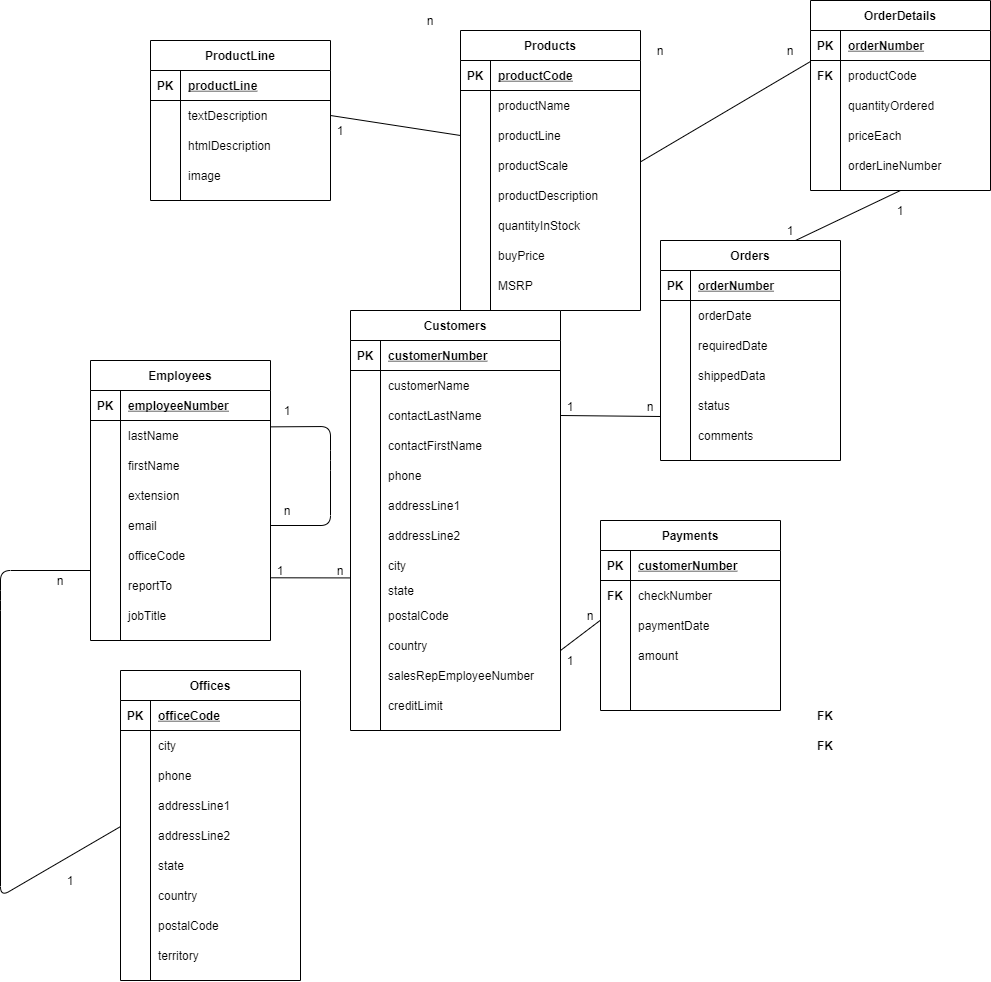 n
ProductLine
PK productLine
textDescription
htmlDescription
image
1
Products
PK productCode
productName
productLine
productScale
productDescription
quantityInStock
buyPrice
MSRP
n
n
OrderDetails
PK orderNumber
FK productCode
quantityOrdered
priceEach
orderLineNumber
1
1
Orders
PK orderNumber
orderDate
requiredDate
shippedData
status
comments
Customers
PK customerNumber
customerName
contactLastName
contactFirstName
phone
addressLine1
addressLine2
city
state
postalCode
country
salesRepEmployeeNumber
creditLimit
1
n
Employees
PK employeeNumber
lastName
firstName
extension
email
officeCode
reportTo
jobTitle
1
n
1
n
n
Payments
PK customerNumber
FK checkNumber
paymentDate
amount
n
1
Offices
PK officeCode
city
phone
addressLine1
addressLine2
state
country
postalCode
territory
1
FK
FK